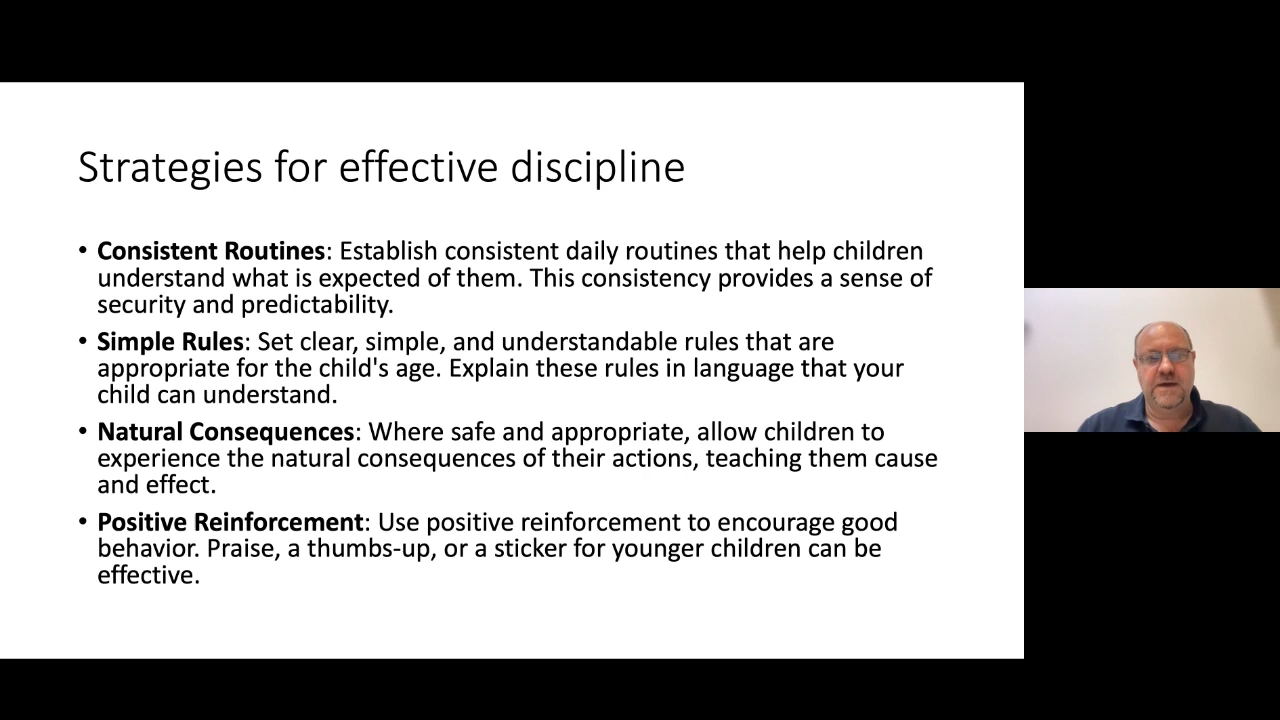 Strategies for effective discipline
• Consistent Routines: Establish consistent daily routines that help children
understand what is expected of them. This consistency provides a sense of
security and predictability.
• Simple Rules: Set clear, simple, and understandable rules that are
appropriate for the child's age. Explain these rules in language that your
child can understand.
• Natural Consequences: Where safe and appropriate, allow children to
experience the natural consequences of their actions, teaching them cause
and effect.
• Positive Reinforcement: Use positive reinforcement to encourage good
behavior. Praise, a thumbs-up, or a sticker for younger children can be
effective.